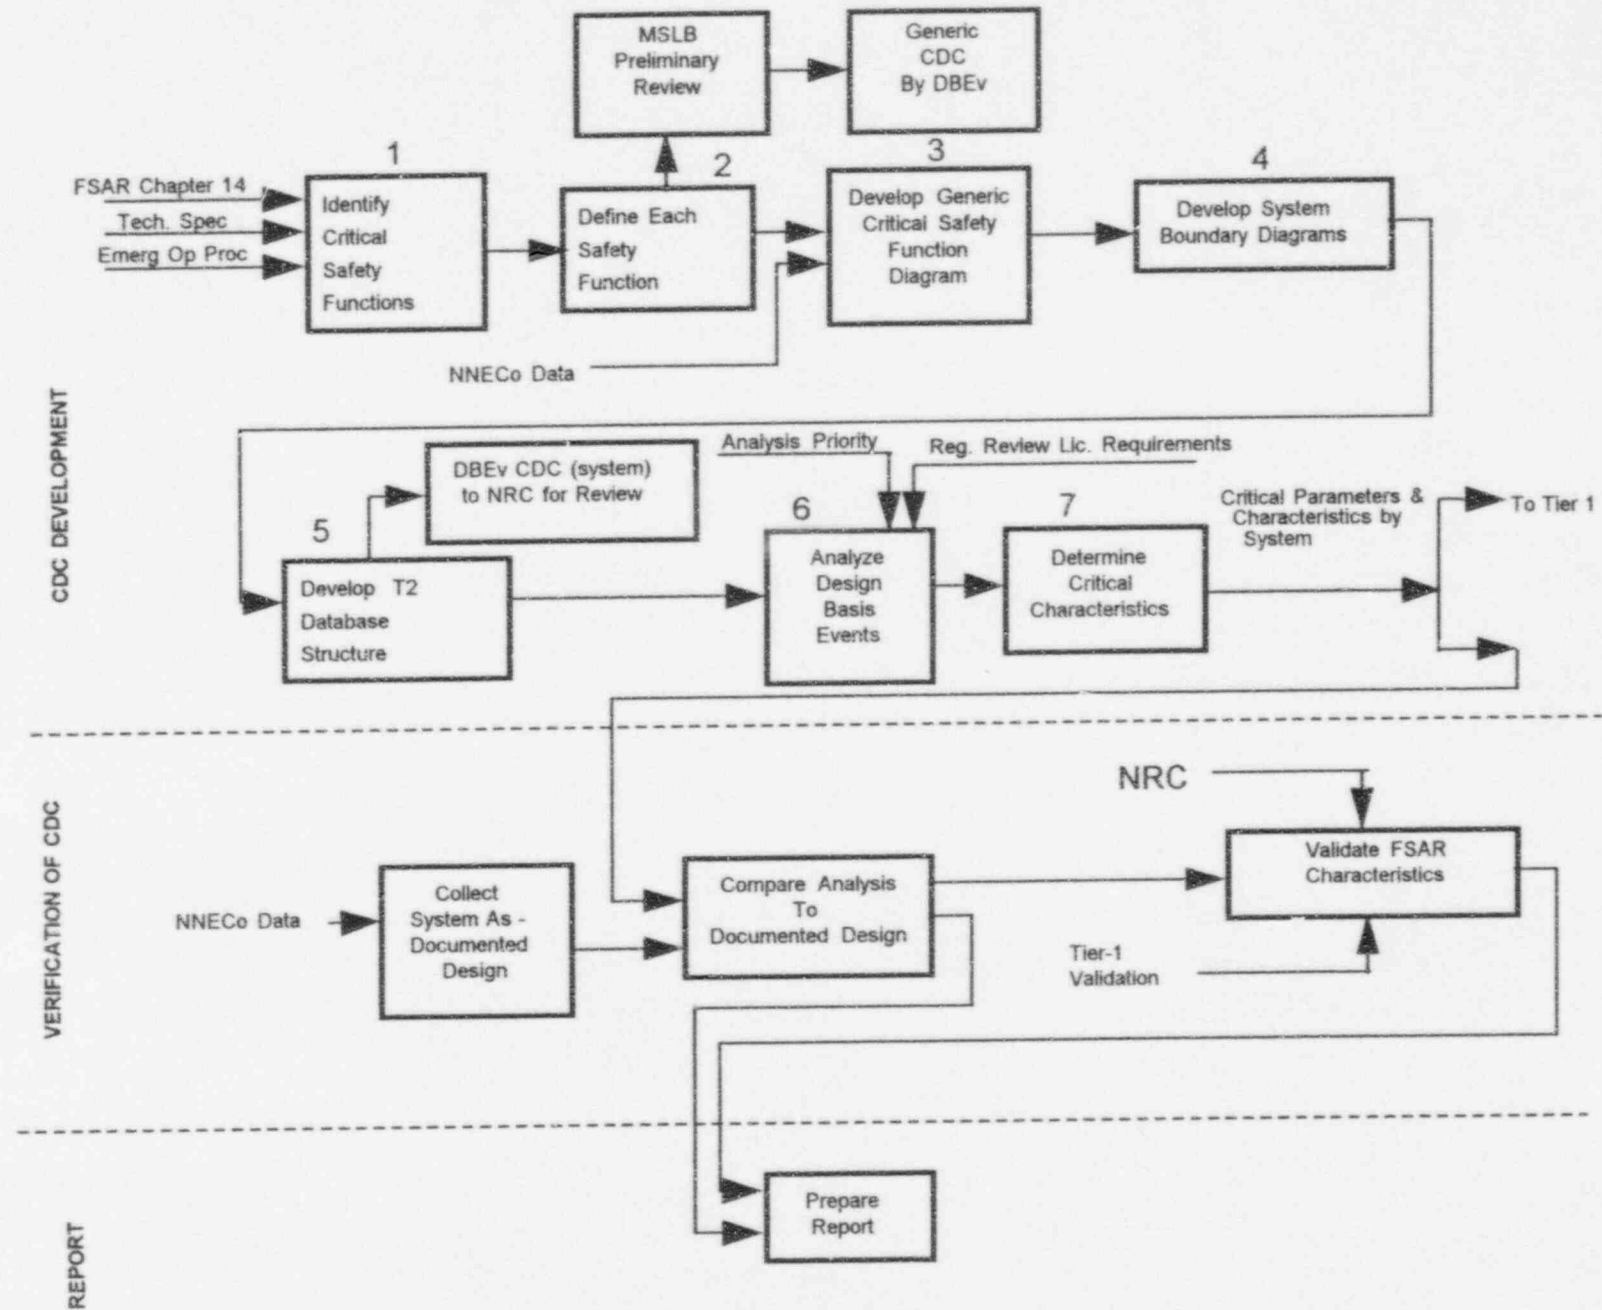 MSLB
Preliminary
Review
Generic
CDC
By DBEv
1
2
3
4
FSAR Chapter 14
Tech. Spec
Emerg Op Proc
Identify
Critical
Safety
Functions
Define Each
Safety
Function
Develop Generic
Critical Safety
Function
Diagram
Develop System
Boundary Diagrams
NNECo Data
CDC DEVELOPMENT
DBEv CDC (system)
to NRC for Review
Analysis Priority
Reg. Review Lic. Requirements
5
6
7
Develop T2
Database
Structure
Analyze
Design
Basis
Events
Determine
Critical
Characteristics
Critical Parameters &
Characteristics by
System
To Tier 1
VERIFICATION OF CDC
NRC
NNECo Data
Collect
System As -
Documented
Design
Compare Analysis
To
Documented Design
Validate FSAR
Characteristics
Tier-1
Validation
REPORT
Prepare
Report